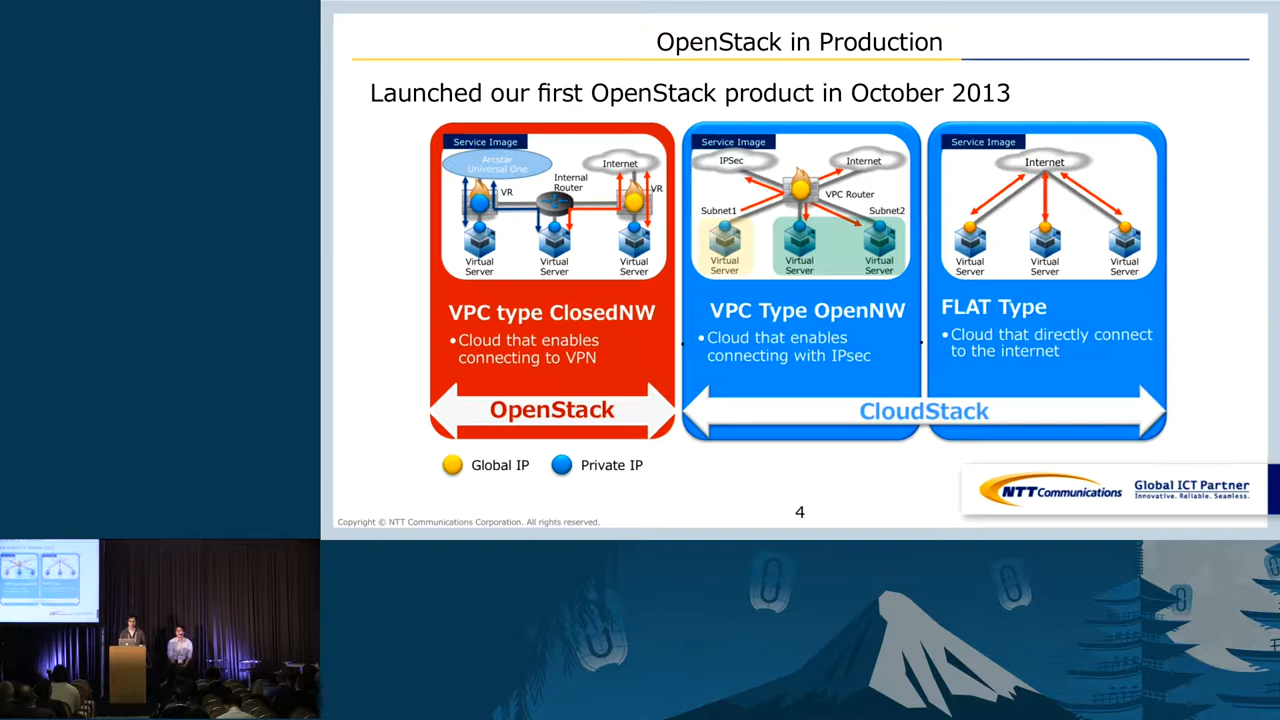 OpenStack in Production
Launched our first OpenStack product in October 2013
Service Image
Arcstar
Universal One
Internet
VR
Internal
Router
VR
Virtual
Server
Virtual
Server
Virtual
Server
VPC type ClosedNW
•Cloud that enables
connecting to VPN
OpenStack
Service Image
IPSec
Internet
VPC Router
Subnet1
Subnet2
Virtual
Server
Virtual
Server
Virtual
Server
VPC Type OpenNW
•Cloud that enables
connecting with IPsec
Service Image
Internet
Virtual
Server
Virtual
Server
Virtual
Server
FLAT Type
•Cloud that directly connect
to the internet
CloudStack
Global IP
Private IP
NTT Communications
Global ICT Partner
Innovative. Reliable. Seamless.
4
Copyright © NTT Communications Corporation. All rights reserved.